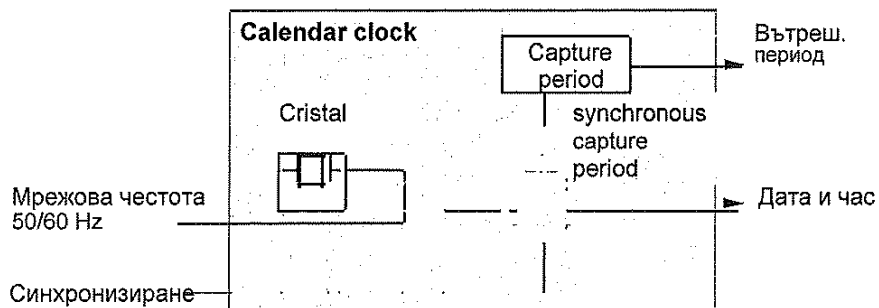 Calendar clock
Capture
period
Вътреш.
период
Cristal
synchronous
capture
period
Мрежова честота
50/60 Hz
Дата и час
Синхронизиране